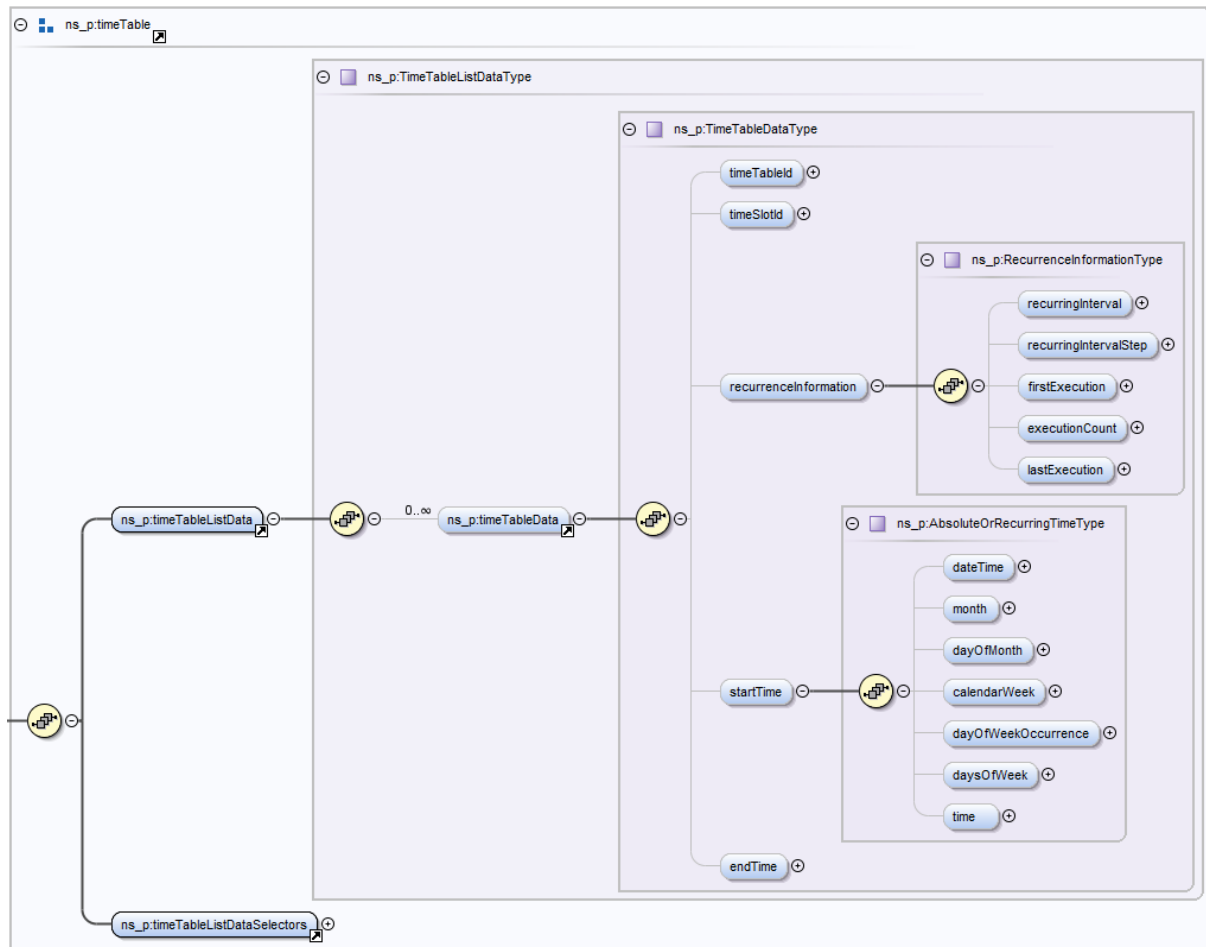 ns_p:timeTable
ns_p:TimeTableListDataType
ns_p:TimeTableDataType
timeTableId
timeSlotId
ns_p:RecurrenceInformationType
recurringInterval
recurringIntervalStep
recurrenceInformation
firstExecution
executionCount
lastExecution
ns_p:timeTableListData
0..∞
ns_p:timeTableData
ns_p:AbsoluteOrRecurringTimeType
dateTime
month
dayOfMonth
startTime
calendarWeek
dayOfWeekOccurrence
daysOfWeek
time
endTime
ns_p:timeTableListDataSelectors